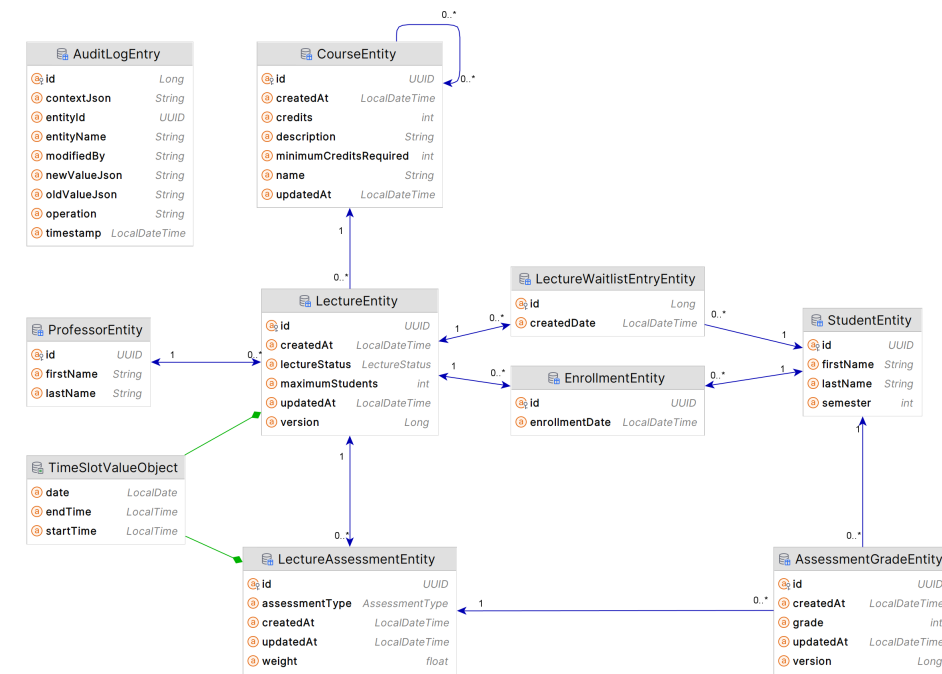 0..*
0..*
AuditLogEntry
id Long
contextJson String
entityId UUID
entityName String
modifiedBy String
newValueJson String
oldValueJson String
operation String
timestamp LocalDateTime
CourseEntity
id UUID
createdAt LocalDateTime
credits int
description String
minimumCreditsRequired int
name String
updatedAt LocalDateTime
1
0..*
LectureEntity
id UUID
createdAt LocalDateTime
lectureStatus LectureStatus
maximumStudents int
updatedAt LocalDateTime
version Long
ProfessorEntity
id UUID
firstName String
lastName String
1
0..*
LectureWaitlistEntryEntity
id Long
createdDate LocalDateTime
1
0..*
0..*
1
EnrollmentEntity
id UUID
enrollmentDate LocalDateTime
1
0..*
0..*
1
StudentEntity
id UUID
firstName String
lastName String
semester int
TimeSlotValueObject
date LocalDate
endTime LocalTime
startTime LocalTime
1
0..*
1
0..*
LectureAssessmentEntity
id UUID
assessmentType AssessmentType
createdAt LocalDateTime
updatedAt LocalDateTime
weight float
1
0..*
AssessmentGradeEntity
id UUID
createdAt LocalDateTime
grade int
updatedAt LocalDateTime
version Long